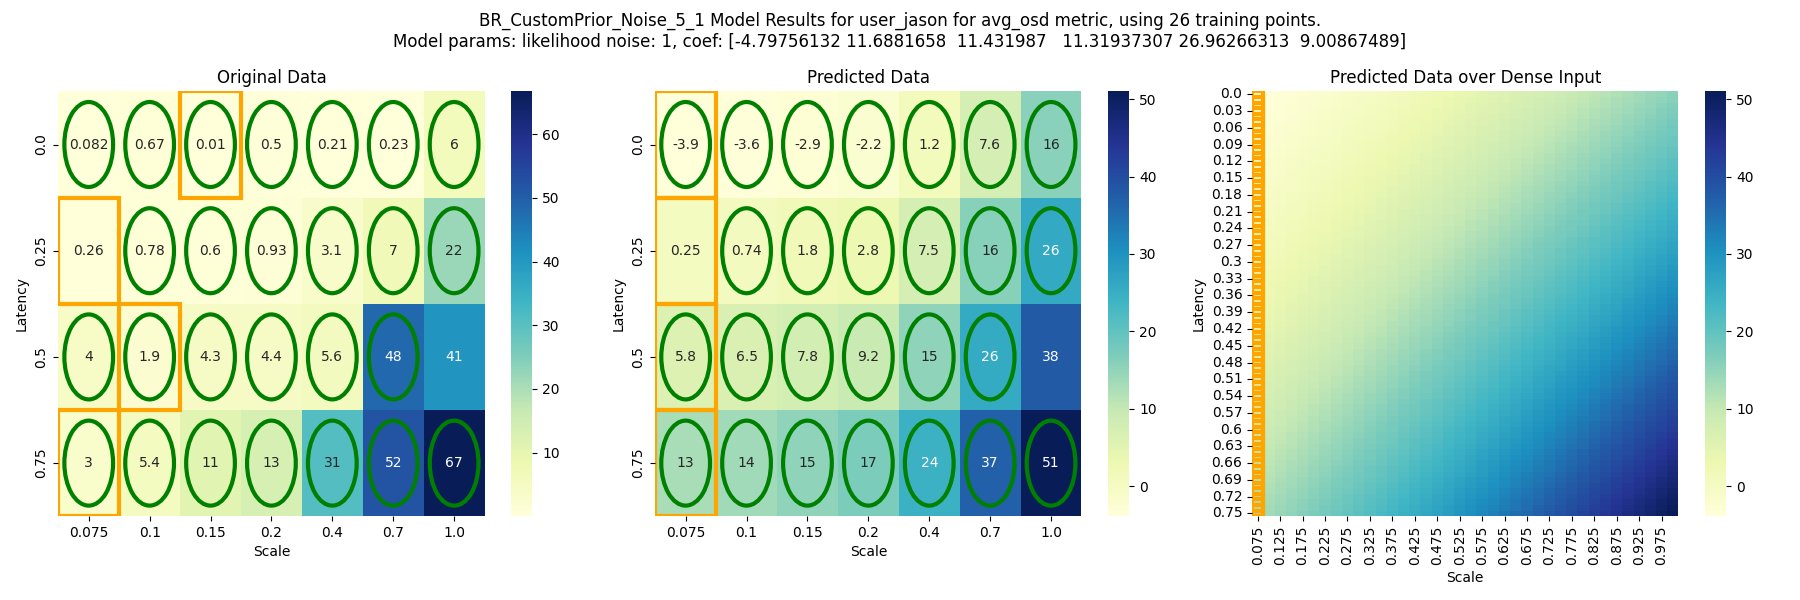 BR_CustomPrior_Noise_5_1 Model Results for user_jason for avg_osd metric, using 26 training points.
Model params: likelihood noise: 1, coef: [-4.79756132 11.6881658  11.431987   11.31937307 26.96266313  9.00867489]
Original Data
0.0 0.082 0.67 0.01 0.5 0.21 0.23 6
0.25 0.26 0.78 0.6 0.93 3.1 7 22
0.5 4 1.9 4.3 4.4 5.6 48 41
0.75 3 5.4 11 13 31 52 67
0.075 0.1 0.15 0.2 0.4 0.7 1.0
Scale
Latency
60
50
40
30
20
10
Predicted Data
0.0 -3.9 -3.6 -2.9 -2.2 1.2 7.6 16
0.25 0.25 0.74 1.8 2.8 7.5 16 26
0.5 5.8 6.5 7.8 9.2 15 26 38
0.75 13 14 15 17 24 37 51
0.075 0.1 0.15 0.2 0.4 0.7 1.0
Scale
Latency
50
40
30
20
10
0
Predicted Data over Dense Input
0.0
0.03
0.06
0.09
0.12
0.15
0.18
0.21
0.24
0.27
0.3
0.33
0.36
0.39
0.42
0.45
0.48
0.51
0.54
0.57
0.6
0.63
0.66
0.69
0.72
0.75
0.075 0.125 0.175 0.225 0.275 0.325 0.375 0.425 0.475 0.525 0.575 0.625 0.675 0.725 0.775 0.825 0.875 0.925 0.975
Scale
Latency
50
40
30
20
10
0